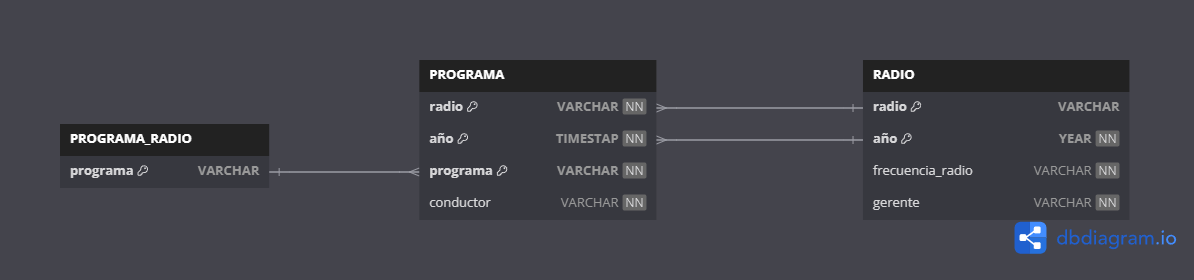 PROGRAMA_RADIO
programa VARCHAR
PROGRAMA
radio VARCHAR NN
año TIMESTAP NN
programa VARCHAR NN
conductor VARCHAR NN
RADIO
radio VARCHAR
año YEAR NN
frecuencia_radio VARCHAR NN
gerente VARCHAR NN
dbdiagram.io